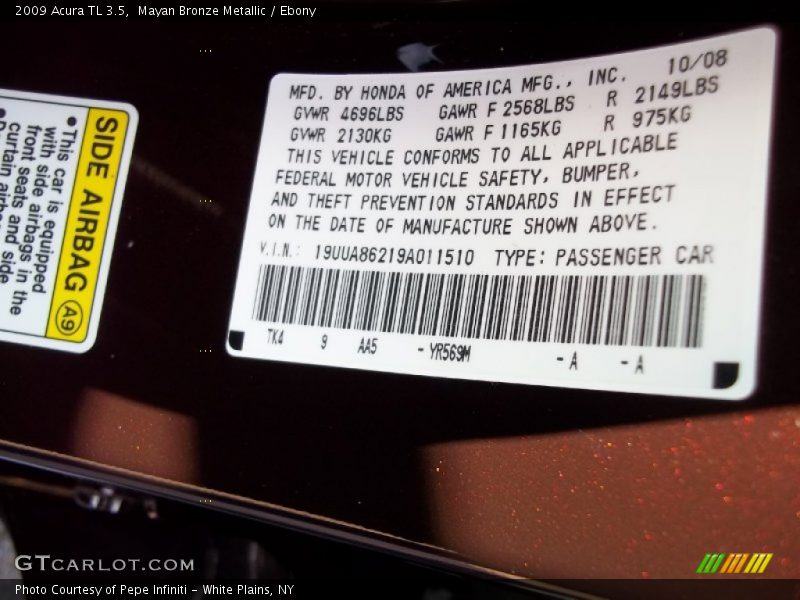 2009 Acura TL 3.5,  Mayan Bronze Metallic / Ebony
10/08
MFD. BY HONDA OF AMERICA MFG., INC.
GVWR 4696LBS GAWR F 2568LBS R 2149LBS
GVWR 2130KG GAWR F 1165KG R 975KG
THIS VEHICLE CONFORMS TO ALL APPLICABLE
FEDERAL MOTOR VEHICLE SAFETY, BUMPER,
AND THEFT PREVENTION STANDARDS IN EFFECT
ON THE DATE OF MANUFACTURE SHOWN ABOVE.
V.I.N.: 19UUA86219A011510 TYPE: PASSENGER CAR
TK4 9 AA5 - YR569M - A - A
SIDE AIRBAG A9
• This car is equipped
with side airbags in the
front seats and side
curtain airbags
GTCARLOT.COM
Photo Courtesy of Pepe Infiniti - White Plains, NY